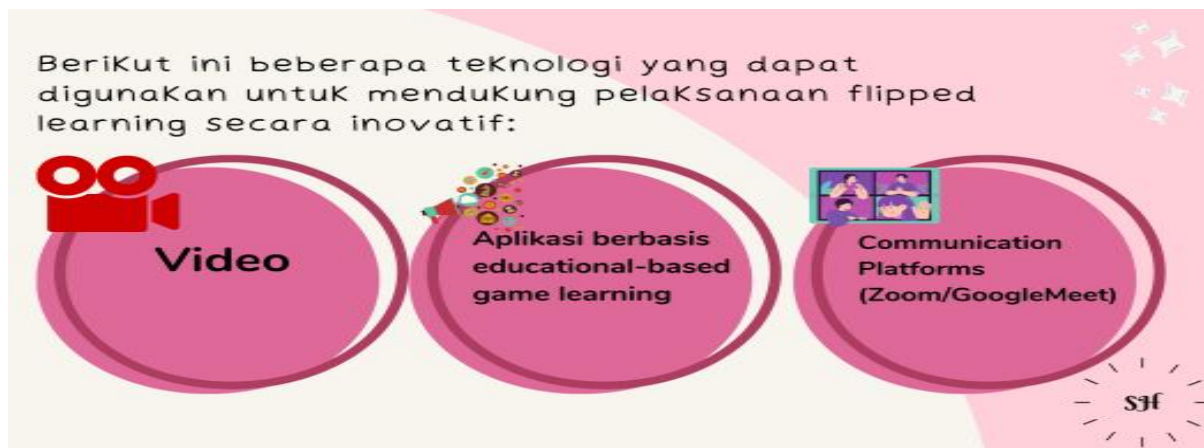 Berikut ini beberapa teknologi yang dapat
digunakan untuk mendukung pelaksanaan flipped
learning secara inovatif:
Video
Aplikasi berbasis
educational-based
game learning
Communication
Platforms
(Zoom/GoogleMeet)
SH